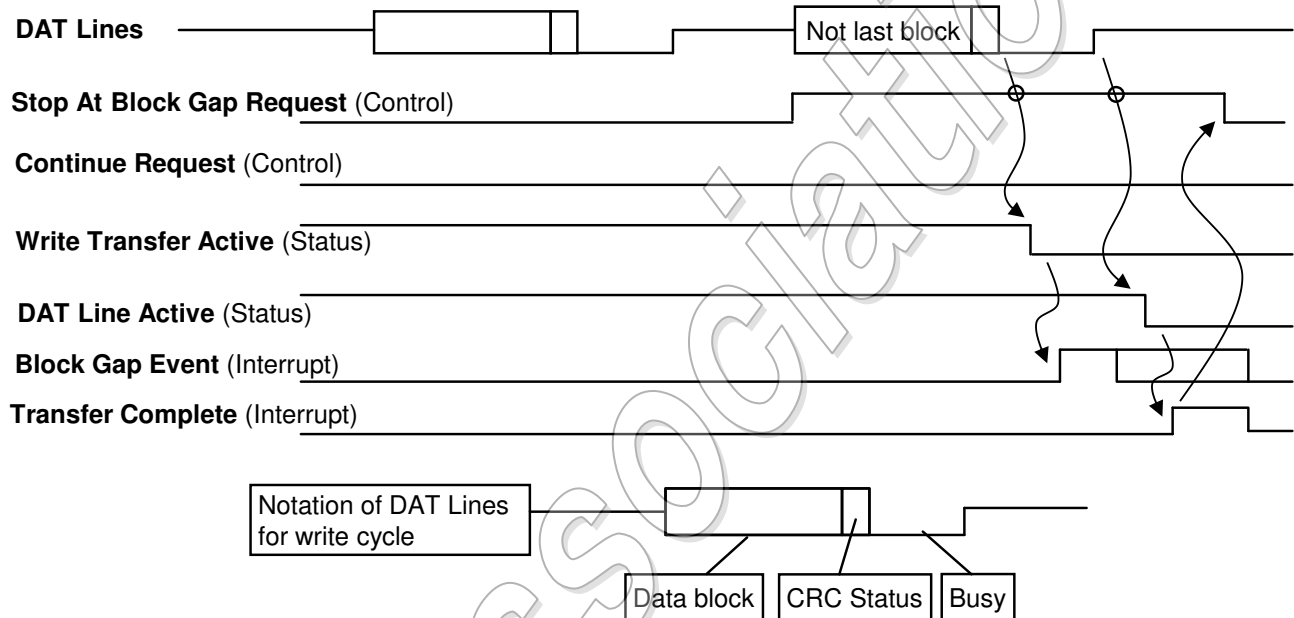 DAT Lines
Not last block
Stop At Block Gap Request (Control)
Continue Request (Control)
Write Transfer Active (Status)
DAT Line Active (Status)
Block Gap Event (Interrupt)
Transfer Complete (Interrupt)
Notation of DAT Lines
for write cycle
Data block
CRC Status
Busy
ssociatio